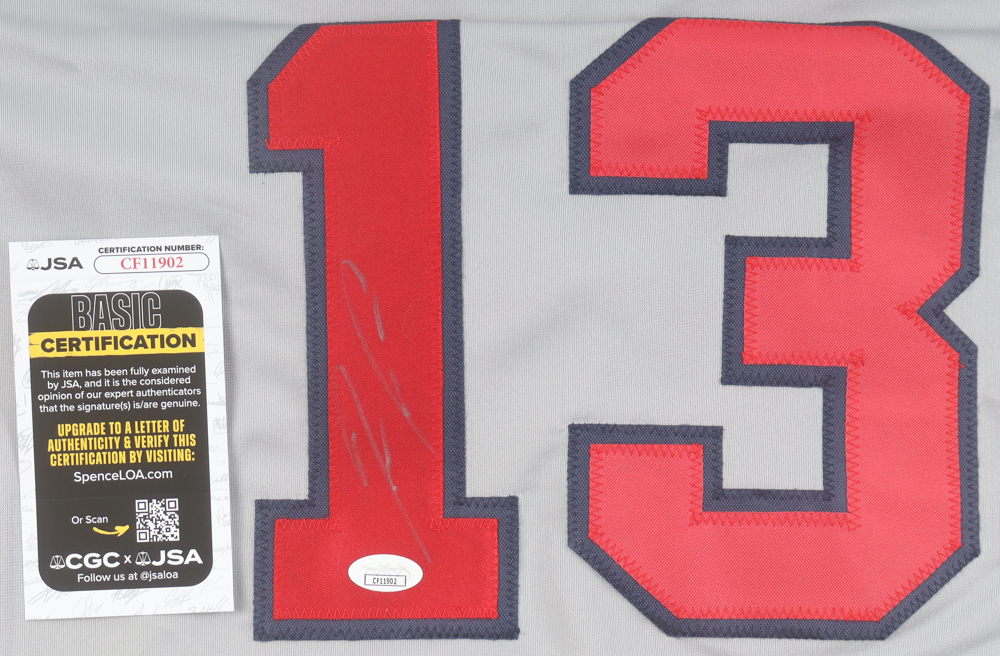 13
JSA
CERTIFICATION NUMBER:
CF11902
BASIC
CERTIFICATION
This item has been fully examined
by JSA, and it is the considered
opinion of our expert authenticators
that the signature(s) is/are genuine.
UPGRADE TO A LETTER OF
AUTHENTICITY & VERIFY THIS
CERTIFICATION BY VISITING:
SpenceLOA.com
Or Scan
CGC x JSA
Follow us at @jsaloa
CF11902